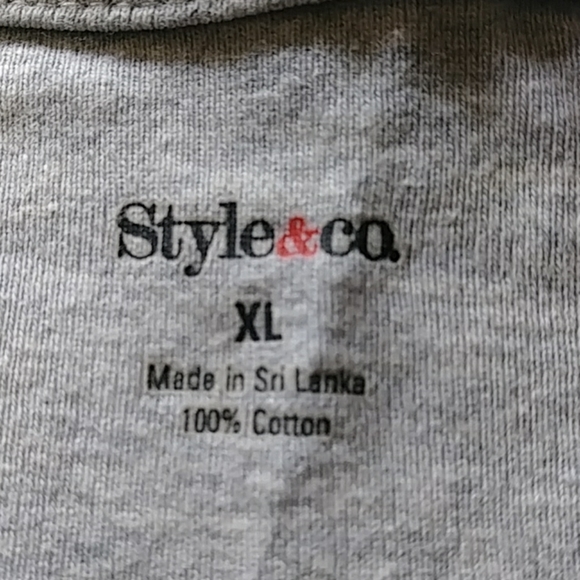 Style&co.
XL
Made in Sri Lanka
100% Cotton